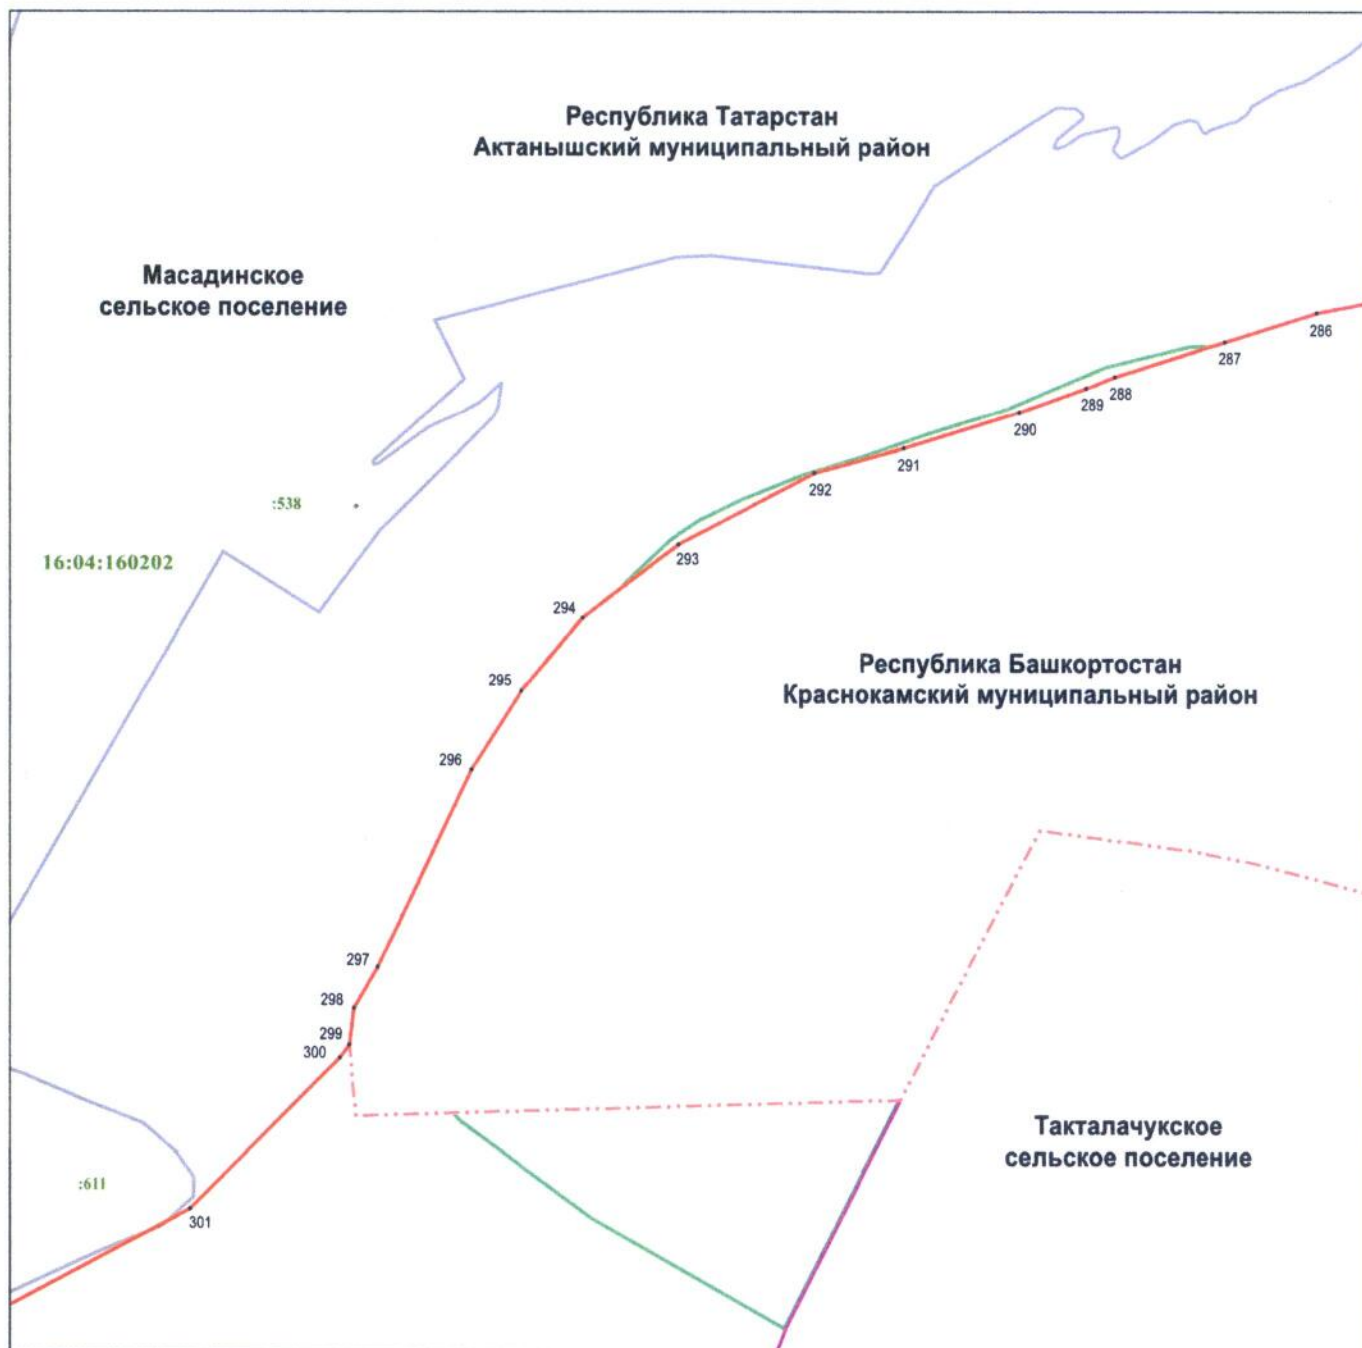 Республика Татарстан
Актанышский муниципальный район
Масадинское
сельское поселение
286
287
288
289
290
291
292
:538
293
16:04:160202
294
Республика Башкортостан
Краснокамский муниципальный район
295
296
297
298
299
300
Такталачукское
сельское поселение
:611
301